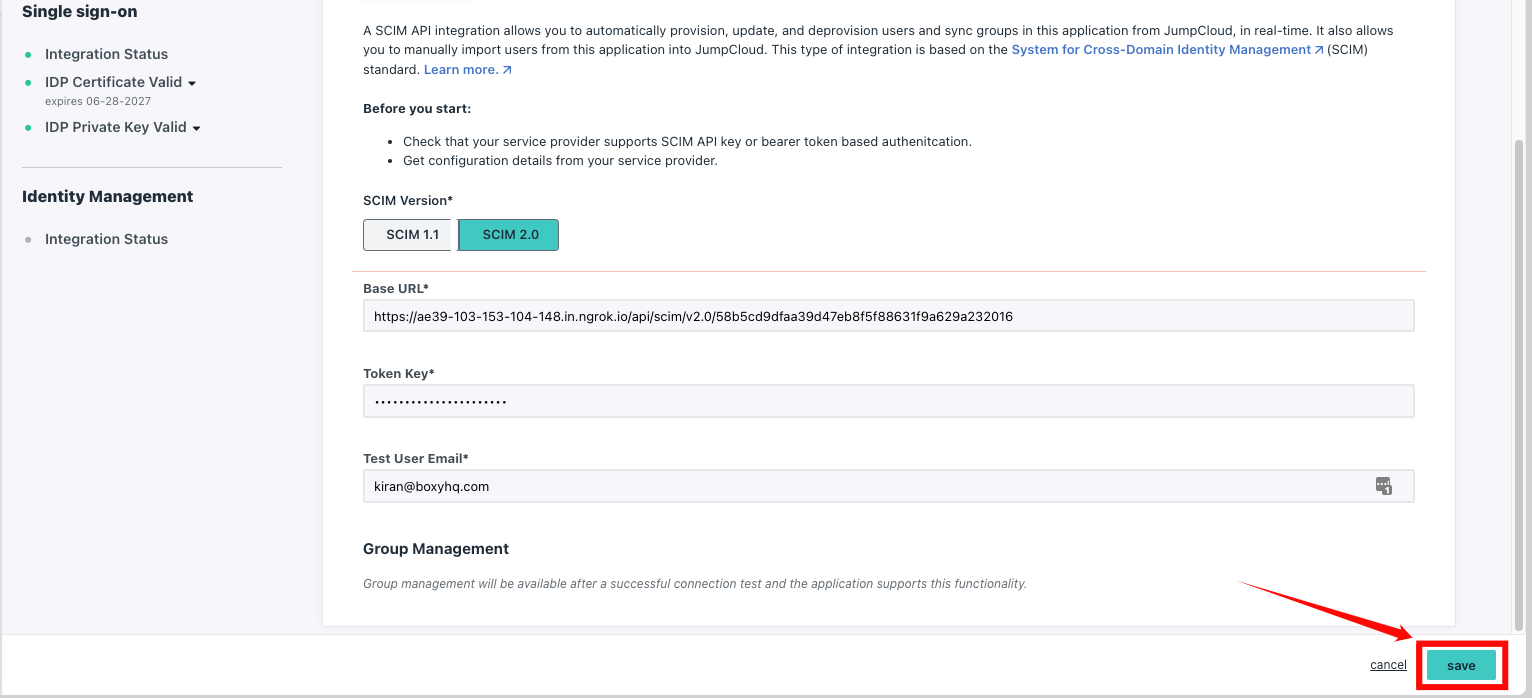 Single sign-on
Integration Status
IDP Certificate Valid
expires 06-28-2027
IDP Private Key Valid
Identity Management
Integration Status
A SCIM API integration allows you to automatically provision, update, and deprovision users and sync groups in this application from JumpCloud, in real-time. It also allows
you to manually import users from this application into JumpCloud. This type of integration is based on the System for Cross-Domain Identity Management (SCIM)
standard. Learn more.
Before you start:
• Check that your service provider supports SCIM API key or bearer token based authenitcation.
• Get configuration details from your service provider.
SCIM Version*
SCIM 1.1 SCIM 2.0
Base URL*
https://ae39-103-153-104-148.in.ngrok.io/api/scim/v2.0/58b5cd9dfaa39d47eb8f5f88631f9a629a232016
Token Key*
••••••••••••••••••••••
Test User Email*
kiran@boxyhq.com
1
Group Management
Group management will be available after a successful connection test and the application supports this functionality.
cancel save